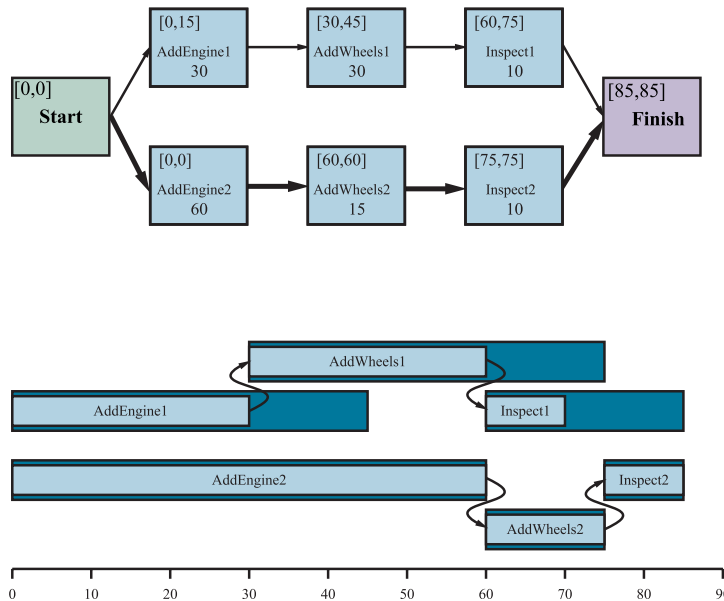 [0,15]
AddEngine1
30
[30,45]
AddWheels1
30
[60,75]
Inspect1
10
[0,0]
Start
[85,85]
Finish
[0,0]
AddEngine2
60
[60,60]
AddWheels2
15
[75,75]
Inspect2
10
AddWheels1
AddEngine1
Inspect1
AddEngine2
Inspect2
AddWheels2
0 10 20 30 40 50 60 70 80